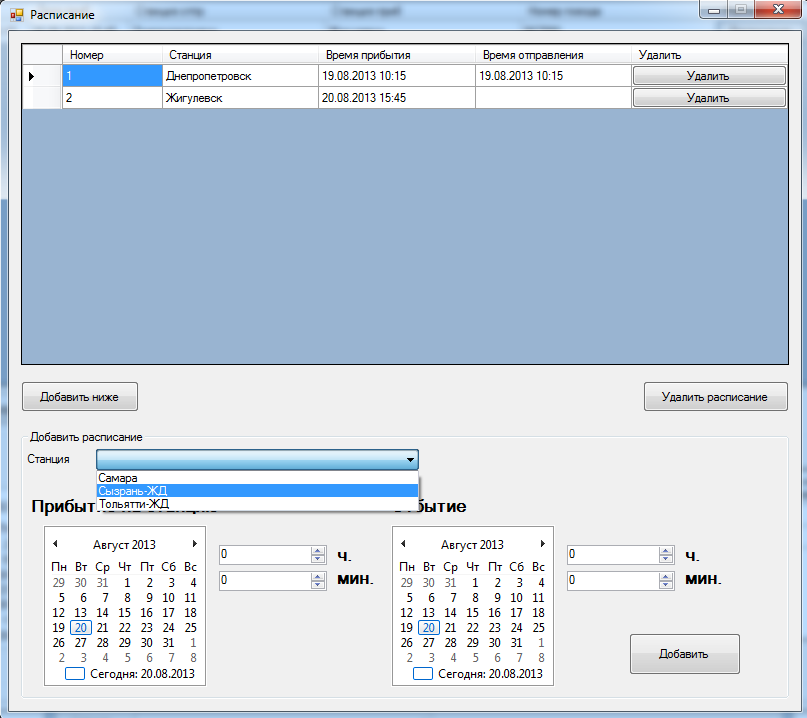 Расписание
Номер Станция Время прибытия Время отправления Удалить
1 Днепропетровск 19.08.2013 10:15 19.08.2013 10:15 Удалить
2 Жигулевск 20.08.2013 15:45 Удалить
Добавить ниже Удалить расписание
Добавить расписание
Станция
Самара
Сызрань-ЖД
Тольятти-ЖД
Август 2013 0 ч. Август 2013 0 ч.
Пн Вт Ср Чт Пт Сб Вс 0 мин. Пн Вт Ср Чт Пт Сб Вс 0 мин.
29 30 31 1 2 3 4 29 30 31 1 2 3 4
5 6 7 8 9 10 11 5 6 7 8 9 10 11
12 13 14 15 16 17 18 12 13 14 15 16 17 18
19 20 21 22 23 24 25 19 20 21 22 23 24 25
26 27 28 29 30 31 1 26 27 28 29 30 31 1
2 3 4 5 6 7 8 2 3 4 5 6 7 8
Сегодня: 20.08.2013 Сегодня: 20.08.2013
Добавить